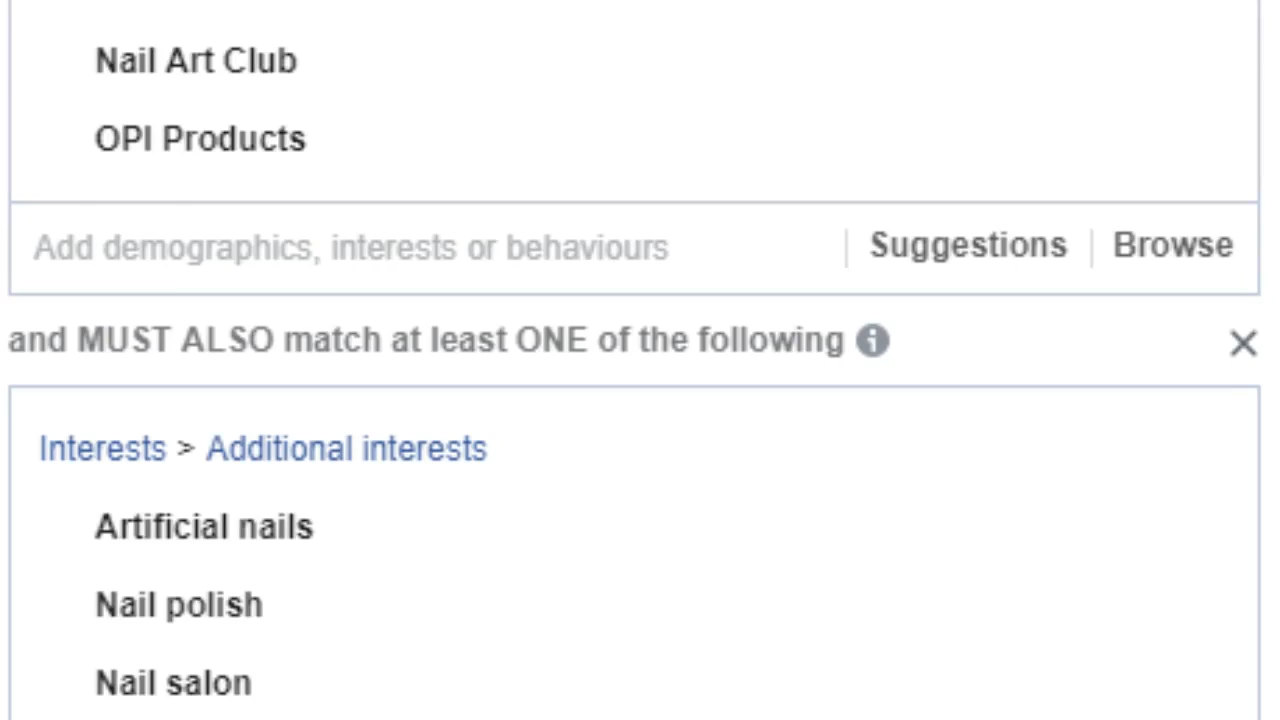 Nail Art Club
OPI Products
Add demographics, interests or behaviours Suggestions Browse
and MUST ALSO match at least ONE of the following
Interests > Additional interests
Artificial nails
Nail polish
Nail salon